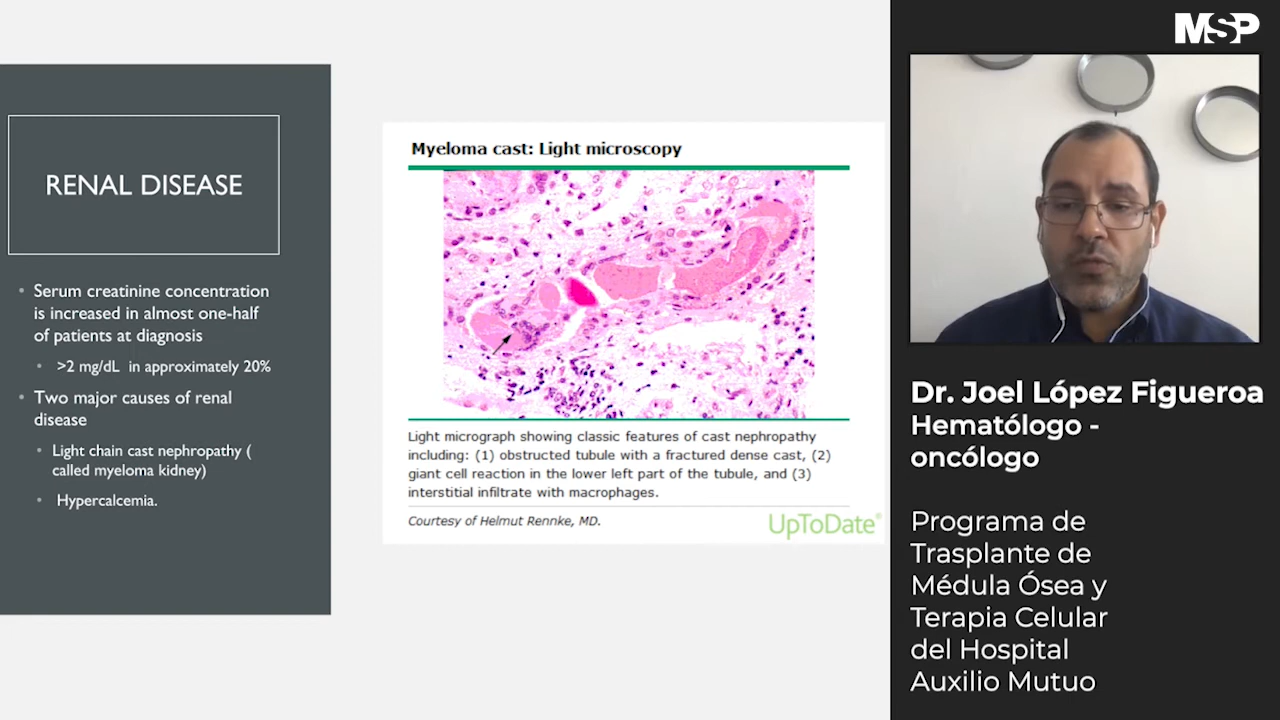 RENAL DISEASE
• Serum creatinine concentration
is increased in almost one-half
of patients at diagnosis
• >2 mg/dL in approximately 20%
• Two major causes of renal
disease
• Light chain cast nephropathy (
called myeloma kidney)
• Hypercalcemia.
Myeloma cast: Light microscopy
Light micrograph showing classic features of cast nephropathy
including: (1) obstructed tubule with a fractured dense cast, (2)
giant cell reaction in the lower left part of the tubule, and (3)
interstitial infiltrate with macrophages.
Courtesy of Helmut Rennke, MD.
UpToDate®
MSP
Dr. Joel López Figueroa
Hematólogo -
oncólogo
Programa de
Trasplante de
Médula Ósea y
Terapia Celular
del Hospital
Auxilio Mutuo